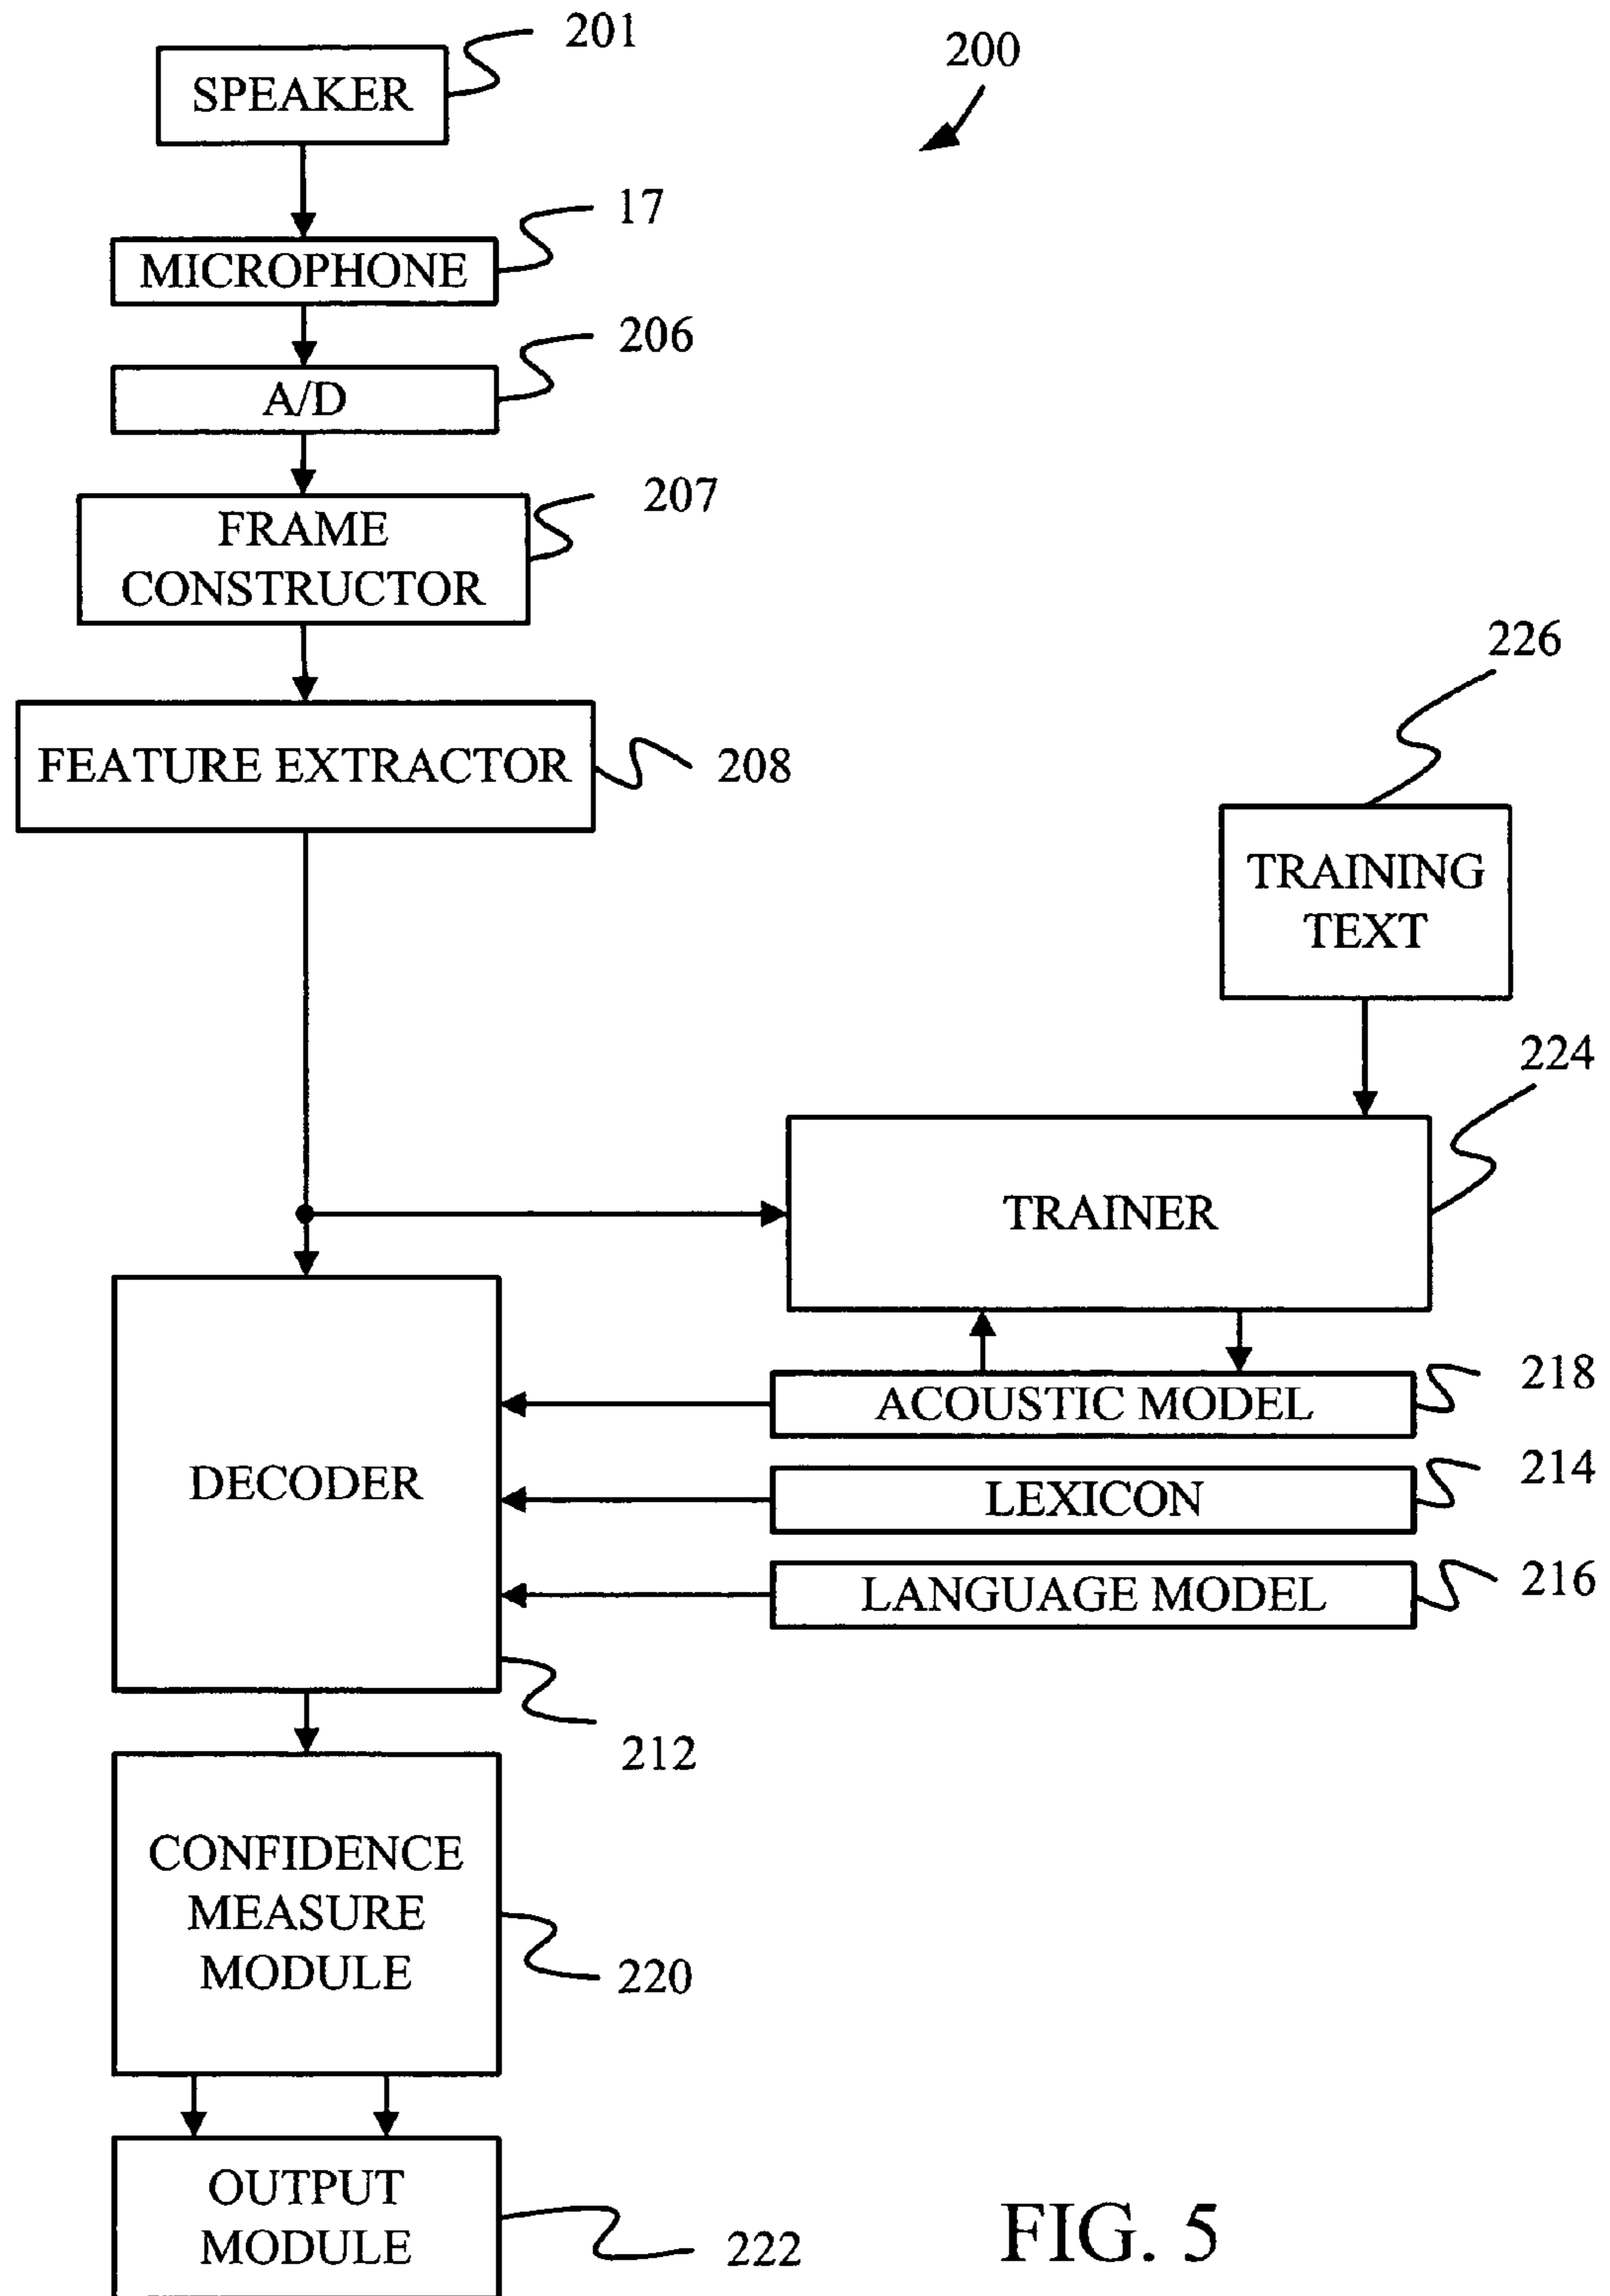 201
200
SPEAKER
17
MICROPHONE
206
A/D
207
FRAME
CONSTRUCTOR
226
208
FEATURE EXTRACTOR
TRAINING
TEXT
224
TRAINER
218
ACOUSTIC MODEL
214
LEXICON
DECODER
216
LANGUAGE MODEL
212
CONFIDENCE
MEASURE
MODULE
220
OUTPUT
MODULE
222
FIG. 5